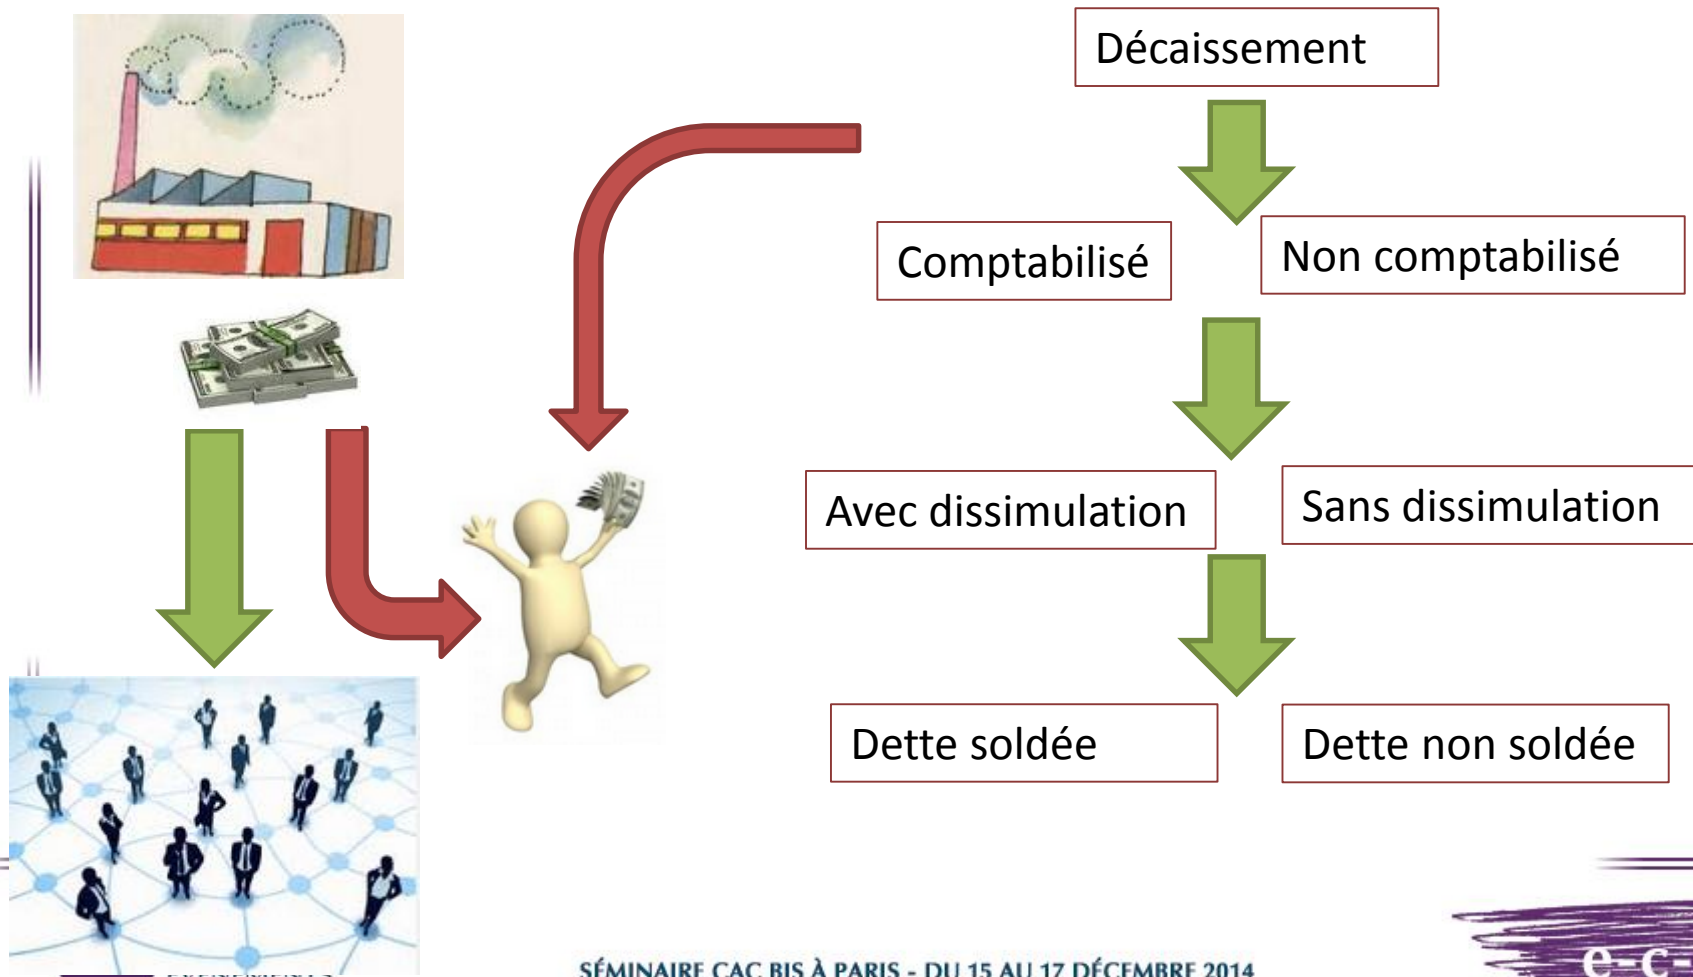 Décaissement
Comptabilisé
Non comptabilisé
Avec dissimulation
Sans dissimulation
Dette soldée
Dette non soldée
SÉMINAIRE CAC BIS À PARIS - DU 15 AU 17 DÉCEMBRE 2014
e-c-